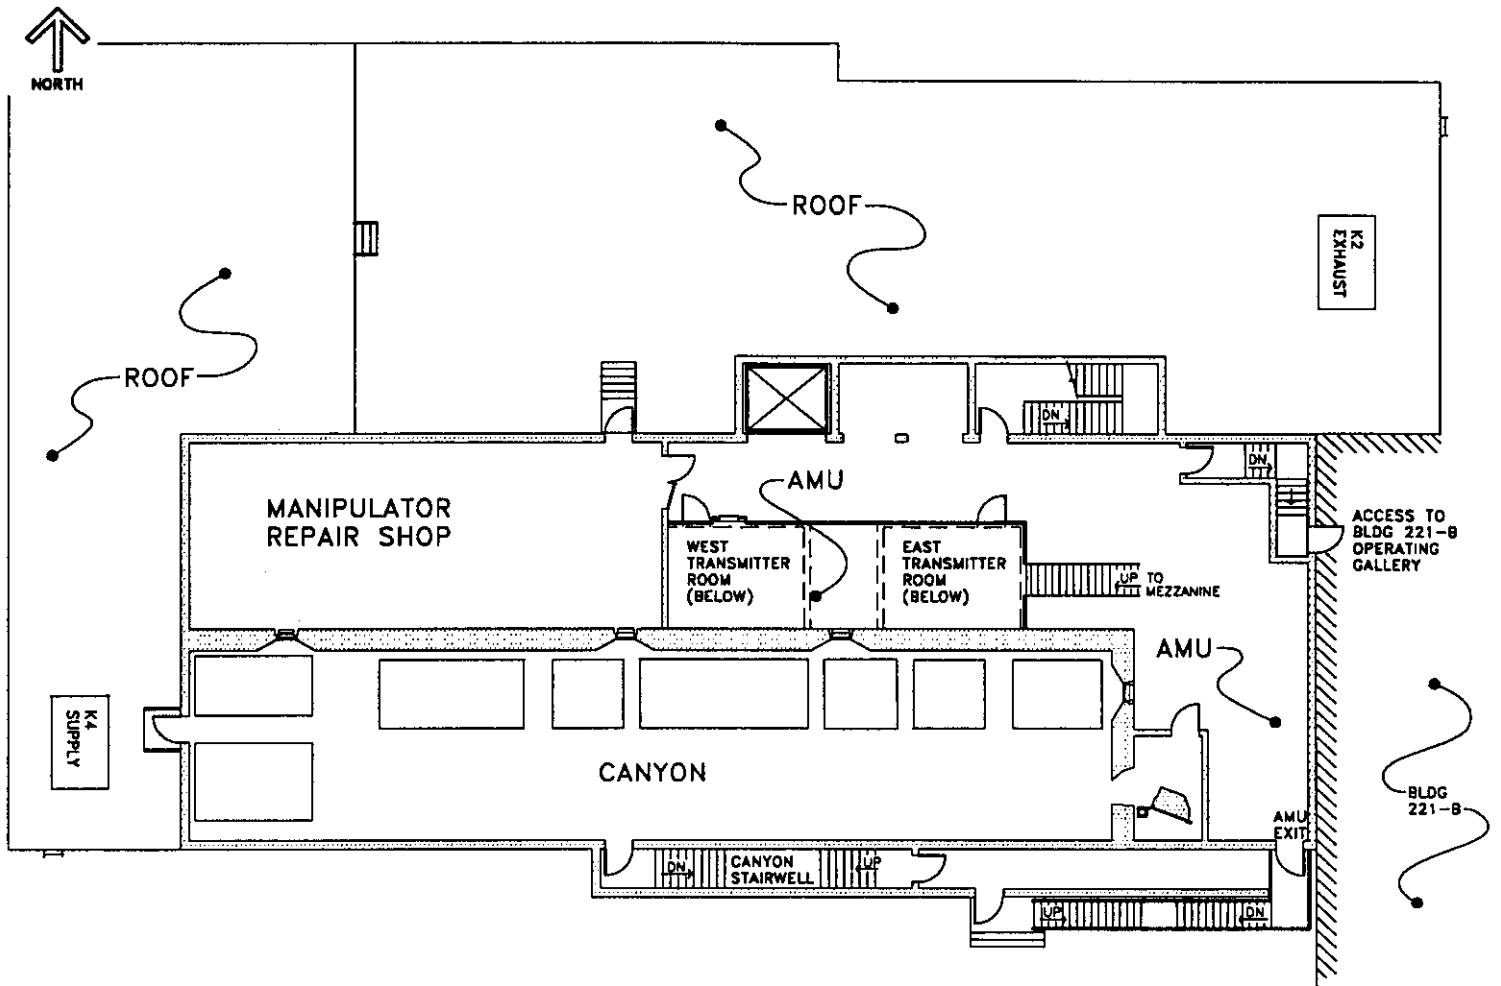 NORTH
ROOF
K2
EXHAUST
ROOF
DN
MANIPULATOR
REPAIR SHOP
AMU
DN
ACCESS TO
BLDG 221-B
OPERATING
GALLERY
WEST
TRANSMITTER
ROOM
(BELOW)
EAST
TRANSMITTER
ROOM
(BELOW)
UP TO
MEZZANINE
AMU
K4
SUPPLY
CANYON
BLDG
221-B
AMU
EXIT
DN
CANYON
STAIRWELL
UP
UP
DN